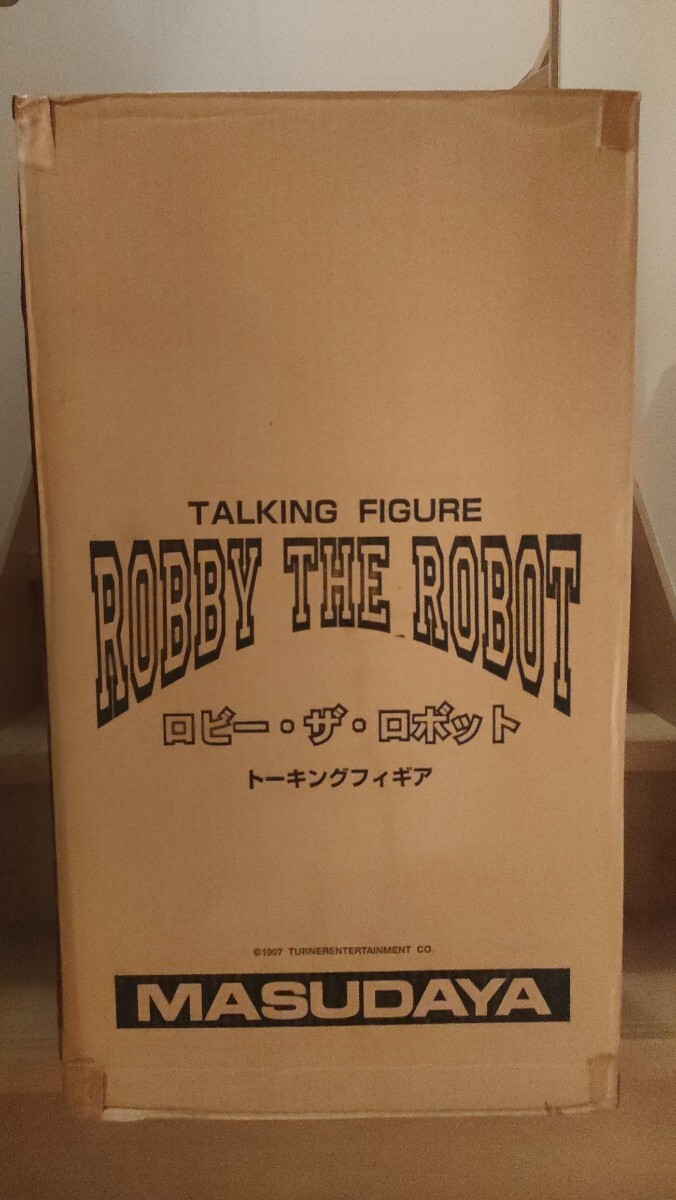 TALKING FIGURE
ROBBY THE ROBOT
ロビー・ザ・ロボット
トーキングフィギア
©1997 TURNERENTERTAINMENT CO.
MASUDAYA